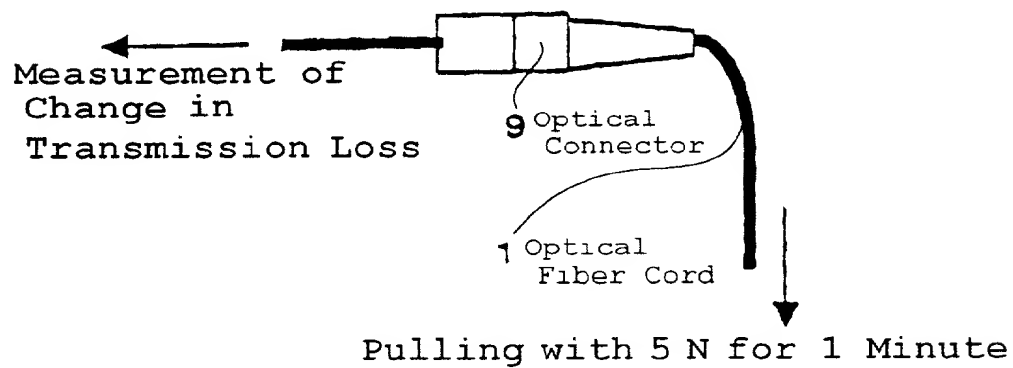 Measurement of
Change in
Transmission Loss
9 Optical
Connector
1 Optical
Fiber Cord
Pulling with 5 N for 1 Minute